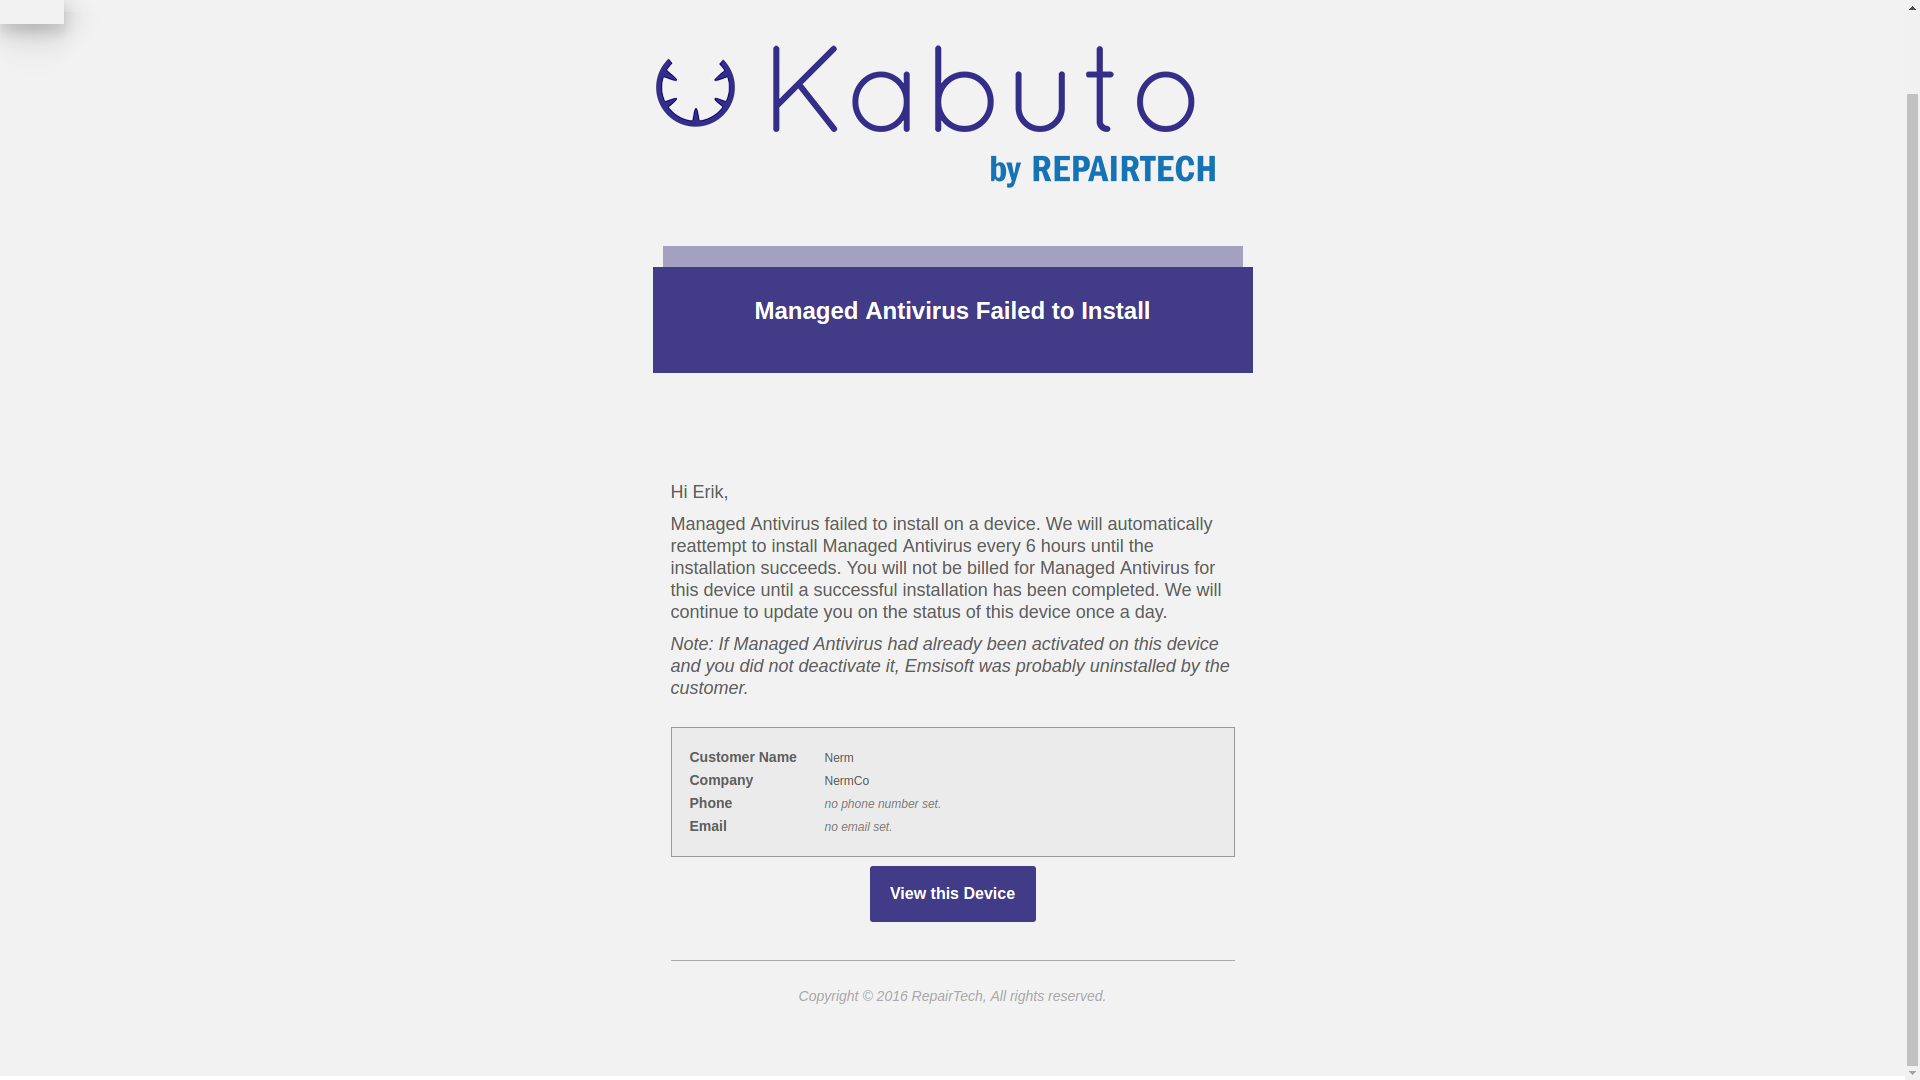 Kabuto
by REPAIRTECH
Managed Antivirus Failed to Install
Hi Erik,
Managed Antivirus failed to install on a device. We will automatically
reattempt to install Managed Antivirus every 6 hours until the
installation succeeds. You will not be billed for Managed Antivirus for
this device until a successful installation has been completed. We will
continue to update you on the status of this device once a day.
Note: If Managed Antivirus had already been activated on this device
and you did not deactivate it, Emsisoft was probably uninstalled by the
customer.
Customer Name Nerm
Company NermCo
Phone no phone number set.
Email no email set.
View this Device
Copyright © 2016 RepairTech, All rights reserved.